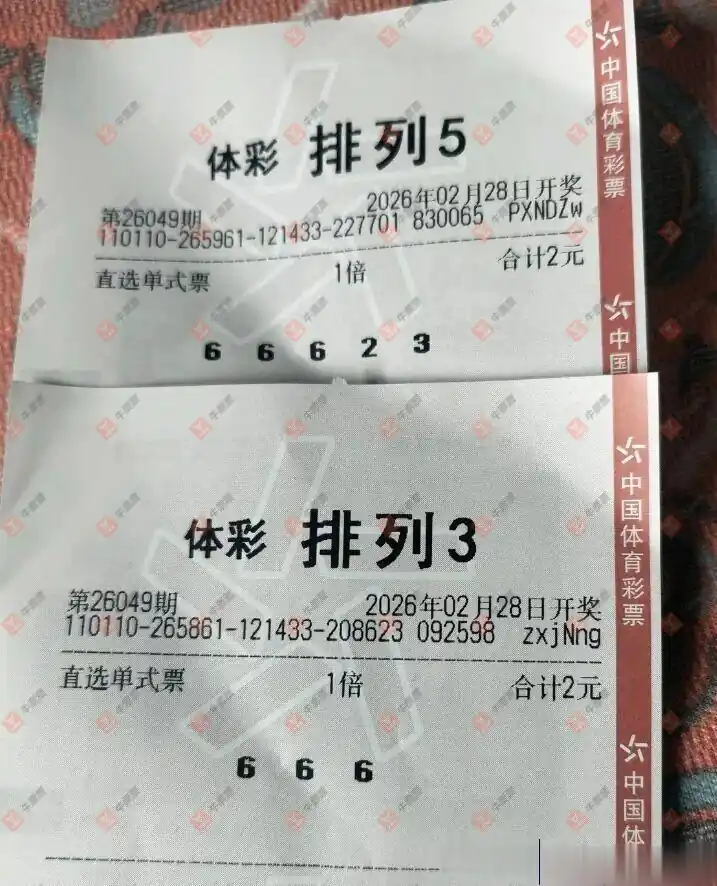 体彩 排列5
第26049期 2026年02月28日开奖
110110-265961-121433-227701 830065 PXNDZw
直选单式票 1倍 合计2元
6 6 6 2 3
中国体育彩票
中国
体彩 排列3
第26049期 2026年02月28日开奖
110110-265861-121433-208623 092598 zxjNng
直选单式票 1倍 合计2元
6 6 6
中国体育彩票
中国体